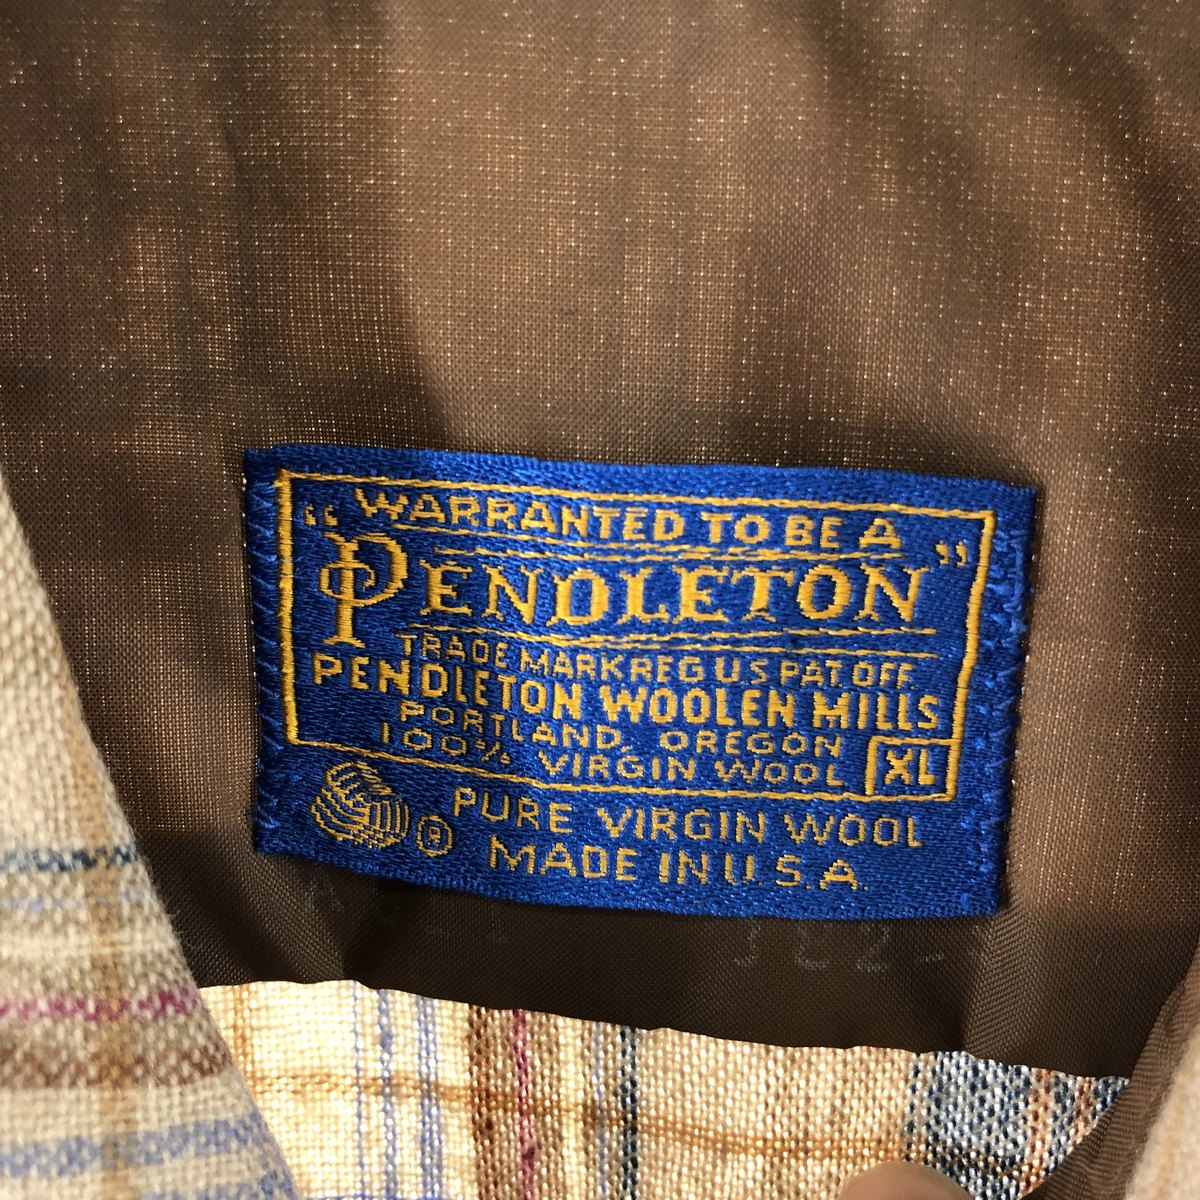 "WARRANTED TO BE A
PENDLETON"
TRADE MARK REG U.S. PAT. OFF.
PENDLETON WOOLEN MILLS
PORTLAND, OREGON
100% VIRGIN WOOL XL
PURE VIRGIN WOOL
® MADE IN U.S.A.